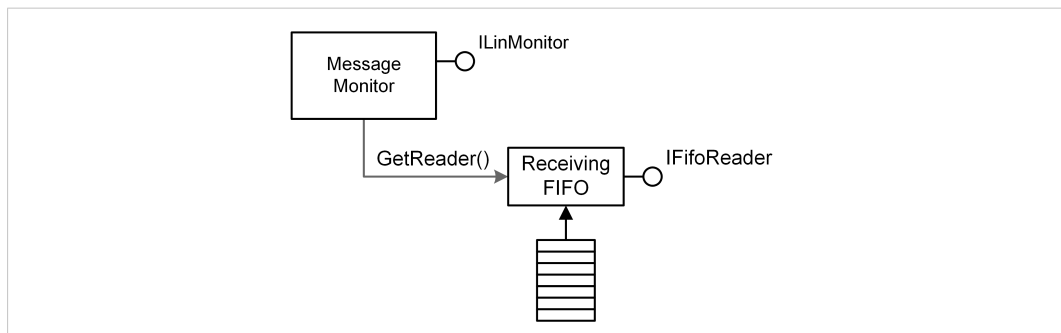 ILinMonitor
Message
Monitor
GetReader()
IFifoReader
Receiving
FIFO